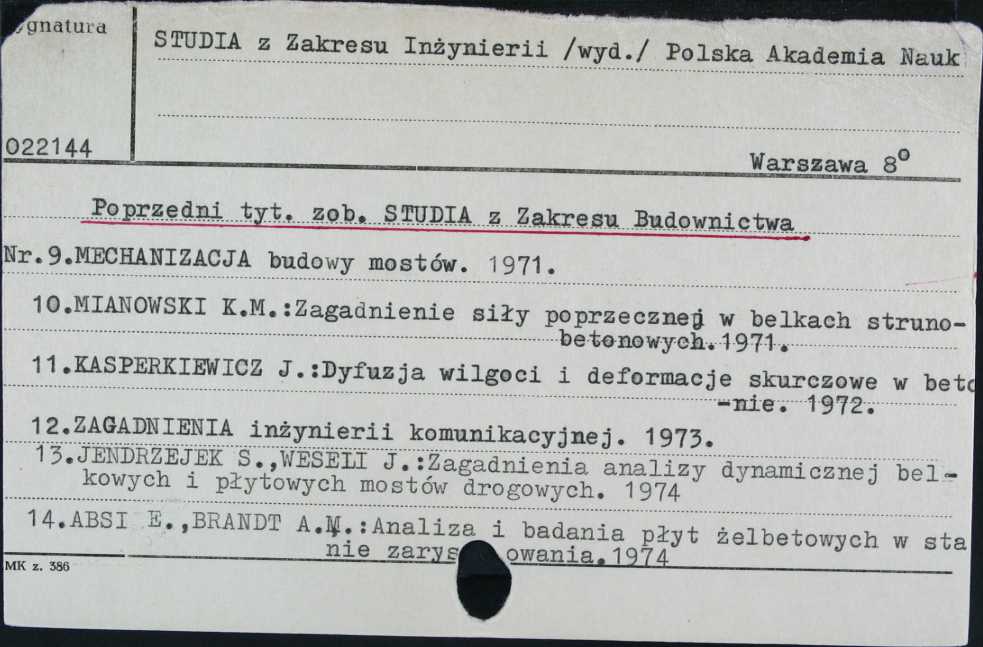 gnatura
STUDIA z Zakresu Inżynierii /wyd./ Polska Akademia Nauk
022144
Warszawa 8°
Poprzedni tyt. zob. STUDIA z Zakresu Budownictwa
Nr.9.MECHANIZACJA budowy mostów. 1971.
10.MIANOWSKI K.M.:Zagadnienie siły poprzecznej w belkach struno-
betonowych.1971.
11.KASPERKIEWICZ J.:Dyfuzja wilgoci i deformacje skurczowe w beto
-nie. 1972.
12.ZAGADNIENIA inżynierii komunikacyjnej. 1973.
13.JENDRZEJEK S.,WESELI J.:Zagadnienia analizy dynamicznej bel-
kowych i płytowych mostów drogowych. 1974
14.ABSI E.,BRANDT A.M.:Analiza i badania płyt żelbetowych w sta
nie zarys owania.1974
MK z. 386